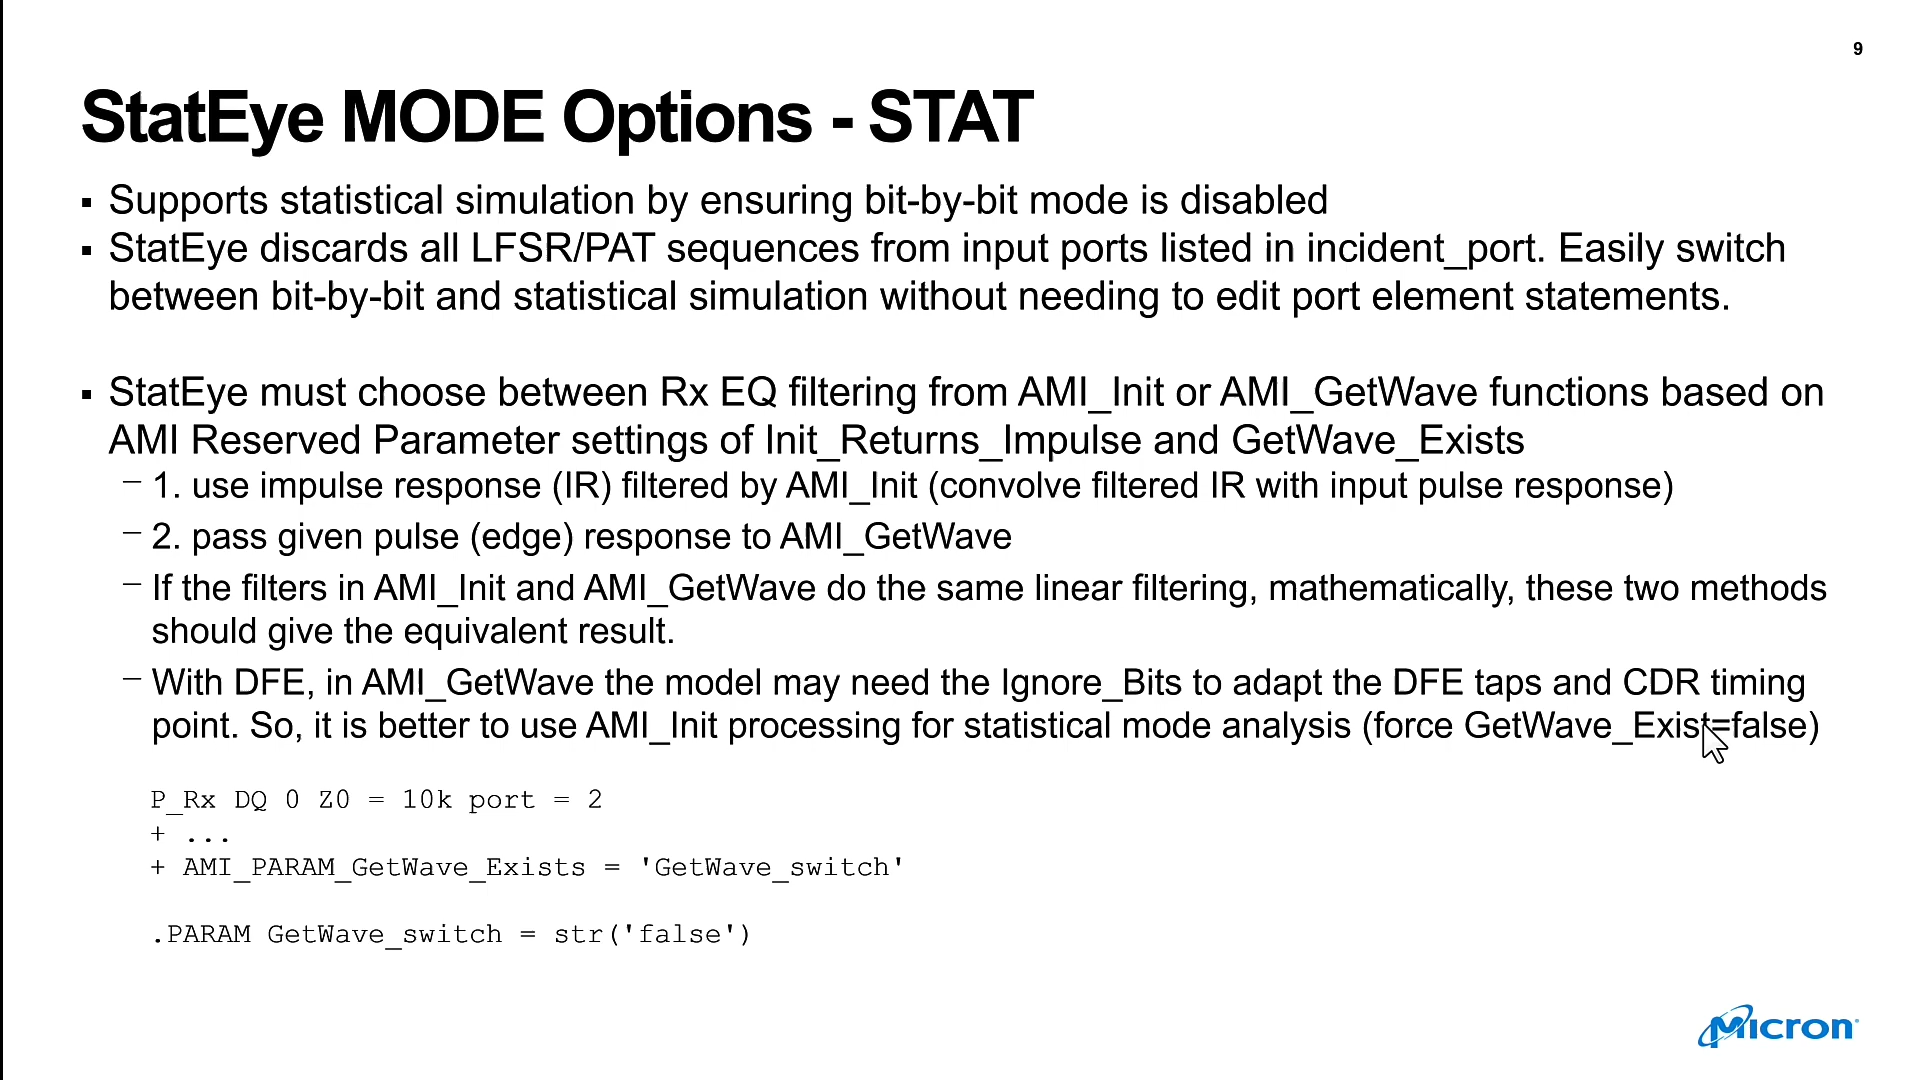 9
StatEye MODE Options - STAT
▪ Supports statistical simulation by ensuring bit-by-bit mode is disabled
▪ StatEye discards all LFSR/PAT sequences from input ports listed in incident_port. Easily switch
between bit-by-bit and statistical simulation without needing to edit port element statements.
▪ StatEye must choose between Rx EQ filtering from AMI_Init or AMI_GetWave functions based on
AMI Reserved Parameter settings of Init_Returns_Impulse and GetWave_Exists
– 1. use impulse response (IR) filtered by AMI_Init (convolve filtered IR with input pulse response)
– 2. pass given pulse (edge) response to AMI_GetWave
– If the filters in AMI_Init and AMI_GetWave do the same linear filtering, mathematically, these two methods
should give the equivalent result.
– With DFE, in AMI_GetWave the model may need the Ignore_Bits to adapt the DFE taps and CDR timing
point. So, it is better to use AMI_Init processing for statistical mode analysis (force GetWave_Exist=false)
P_Rx DQ 0 Z0 = 10k port = 2
+ ...
+ AMI_PARAM_GetWave_Exists = 'GetWave_switch'
.PARAM GetWave_switch = str('false')
Micron